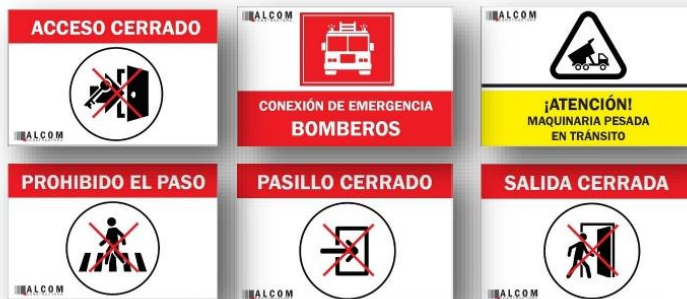 ACCESO CERRADO
ALCOM
ALCOM
CONEXIÓN DE EMERGENCIA
BOMBEROS
ALCOM
¡ATENCIÓN!
MAQUINARIA PESADA
EN TRÁNSITO
PROHIBIDO EL PASO
ALCOM
PASILLO CERRADO
ALCOM
SALIDA CERRADA
ALCOM